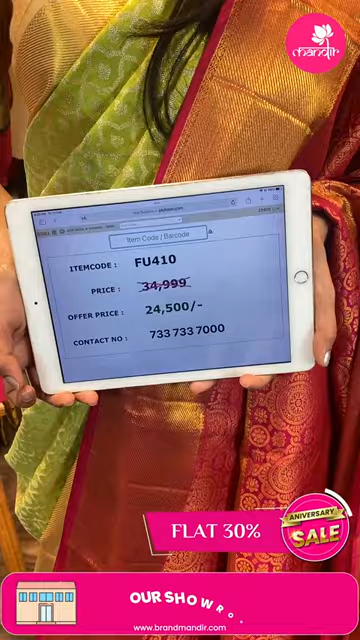 mandir
Item Code / Barcode
ITEMCODE : FU410
PRICE : 34,999
OFFER PRICE : 24,500/-
CONTACT NO : 733 733 7000
FLAT 30%
ANIVERSARY
SALE
OUR SHOWRO.
www.brandmandir.com